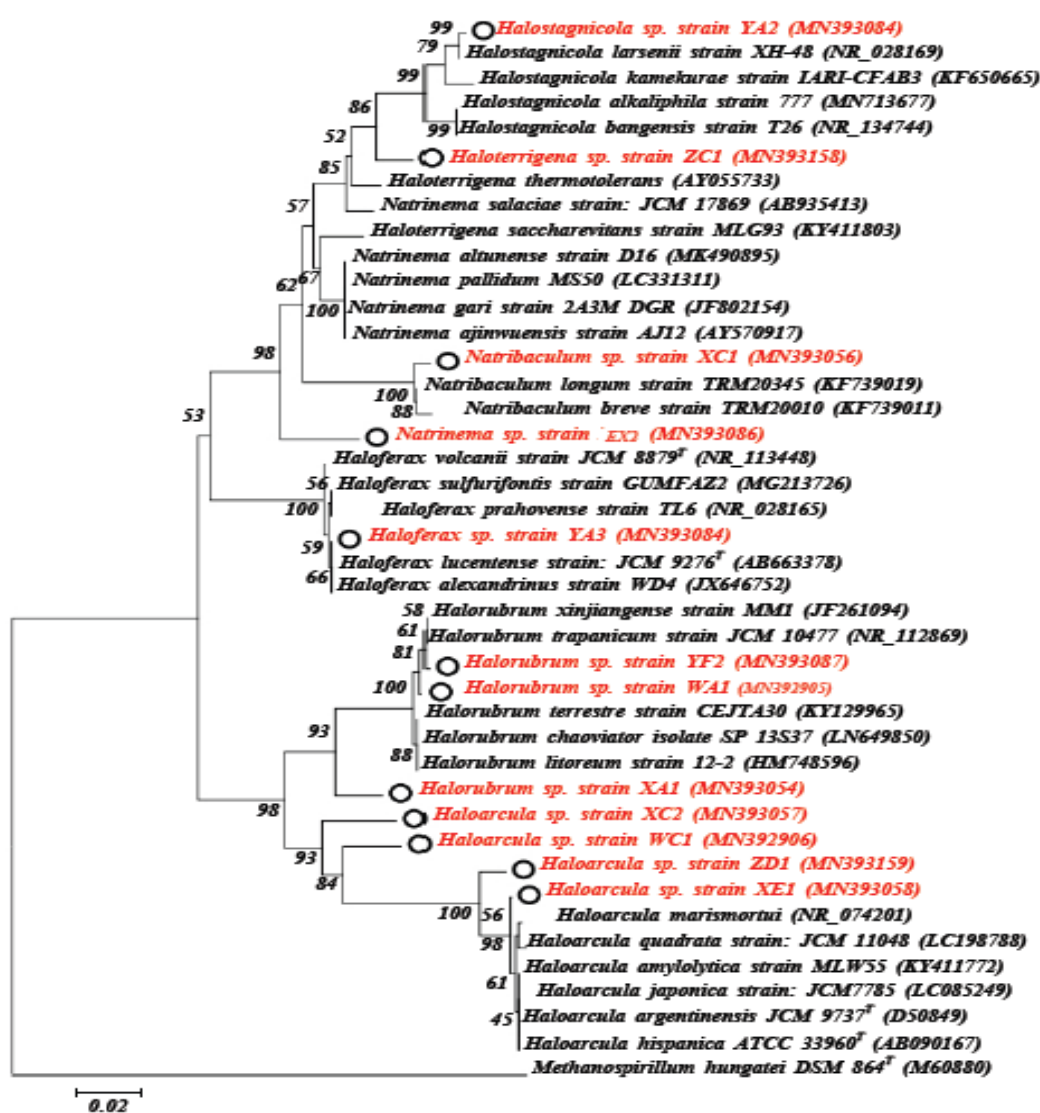 99 Halostagnicola sp. strain YA2 (MN393084)
79 Halostagnicola larsenii strain XH-48 (NR_028169)
99 Halostagnicola kamekurae strain IARI-CFAB3 (KF650665)
86 Halostagnicola alkaliphila strain 777 (MN713677)
99 Halostagnicola bangensis strain T26 (NR_134744)
52
Haloterrigena sp. strain ZC1 (MN393158)
85 Haloterrigena thermotolerans (AY055733)
57 Natrinema salaciae strain: JCM 17869 (AB935413)
Haloterrigena saccharevitans strain MLG93 (KY411803)
Natrinema altunense strain D16 (MK490895)
62 67 Natrinema pallidum MS50 (LC331311)
100 Natrinema gari strain 2A3M DGR (JF802154)
Natrinema ajinwuensis strain AJ12 (AY570917)
98 Natribaculum sp. strain XC1 (MN393056)
100 Natribaculum longum strain TRM20345 (KF739019)
53 88 Natribaculum breve strain TRM20010 (KF739011)
Natrinema sp. strain EX2 (MN393086)
Haloferax volcanii strain JCM 8879T (NR_113448)
56 Haloferax sulfurifontis strain GUMFAZ2 (MG213726)
100 Haloferax prahovense strain TL6 (NR_028165)
Haloferax sp. strain YA3 (MN393084)
59 Haloferax lucentense strain: JCM 9276T (AB663378)
66 Haloferax alexandrinus strain WD4 (JX646752)
58 Halorubrum xinjiangense strain MM1 (JF261094)
61 Halorubrum trapanicum strain JCM 10477 (NR_112869)
81 Halorubrum sp. strain YF2 (MN393087)
100 Halorubrum sp. strain WA1 (MN392905)
Halorubrum terrestre strain CEJTA30 (KY129965)
93 Halorubrum chaoviator isolate SP 13S37 (LN649850)
88 Halorubrum litoreum strain 12-2 (HM748596)
Halorubrum sp. strain XA1 (MN393054)
98 Haloarcula sp. strain XC2 (MN393057)
Haloarcula sp. strain WC1 (MN392906)
93 Haloarcula sp. strain ZD1 (MN393159)
84 Haloarcula sp. strain XE1 (MN393058)
100 56 Haloarcula marismortui (NR_074201)
98 Haloarcula quadrata strain: JCM 11048 (LC198788)
Haloarcula amylolytica strain MLW55 (KY411772)
61 Haloarcula japonica strain: JCM7785 (LC085249)
45 Haloarcula argentinensis JCM 9737T (D50849)
Haloarcula hispanica ATCC 33960T (AB090167)
Methanospirillum hungatei DSM 864T (M60880)
0.02